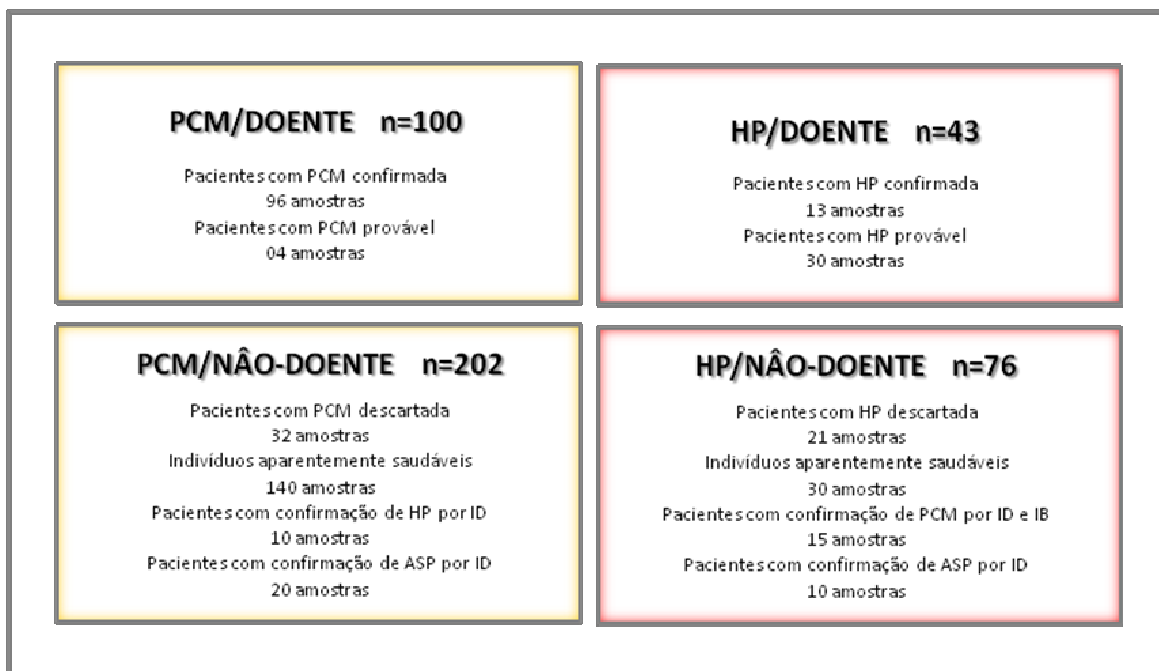 PCM/DOENTE n=100
Pacientes com PCM confirmada
96 amostras
Pacientes com PCM provável
04 amostras
HP/DOENTE n=43
Pacientes com HP confirmada
13 amostras
Pacientes com HP provável
30 amostras
PCM/NÂO-DOENTE n=202
Pacientes com PCM descartada
32 amostras
Indivíduos aparentemente saudáveis
140 amostras
Pacientes com confirmação de HP por ID
10 amostras
Pacientes com confirmação de ASP por ID
20 amostras
HP/NÂO-DOENTE n=76
Pacientes com HP descartada
21 amostras
Indivíduos aparentemente saudáveis
30 amostras
Pacientes com confirmação de PCM por ID e IB
15 amostras
Pacientes com confirmação de ASP por ID
10 amostras